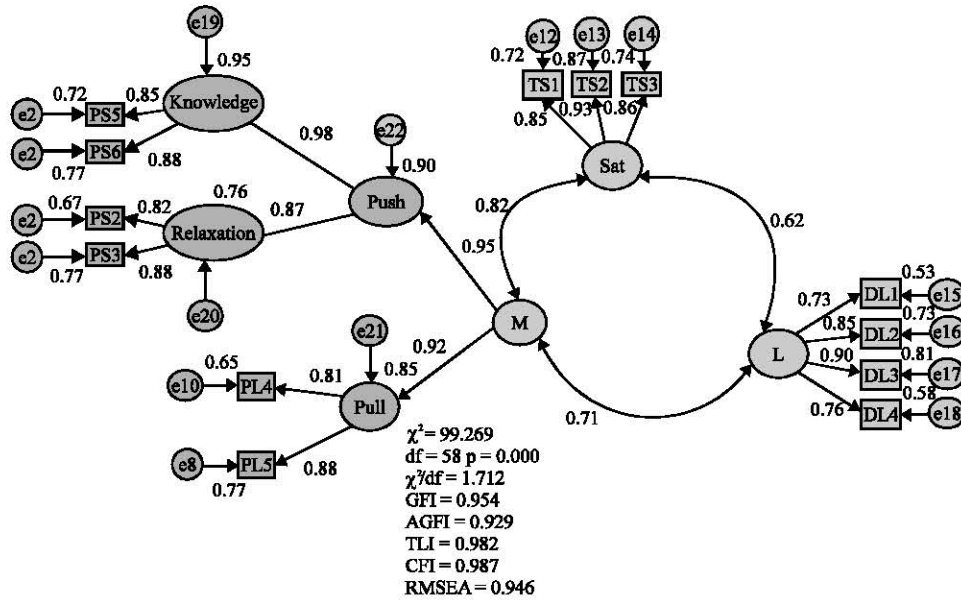 e19
0.95
Knowledge
0.72
0.85
e2
PS5
e2
PS6
0.77
0.88
0.98
e22
0.90
Push
0.76
0.87
0.67
0.82
e2
PS2
Relaxation
e2
PS3
0.77
0.88
e20
e12
e13
e14
0.72
0.87
0.74
TS1
TS2
TS3
0.85
0.93
0.86
Sat
0.82
0.62
0.95
M
0.92
0.71
e21
0.85
Pull
0.65
0.81
e10
PL4
e8
PL5
0.77
0.88
L
0.73
0.85
0.90
0.76
DL1
0.53
e15
DL2
0.73
e16
DL3
0.81
e17
DL4
0.58
e18
χ² = 99.269
df = 58 p = 0.000
χ²/df = 1.712
GFI = 0.954
AGFI = 0.929
TLI = 0.982
CFI = 0.987
RMSEA = 0.946